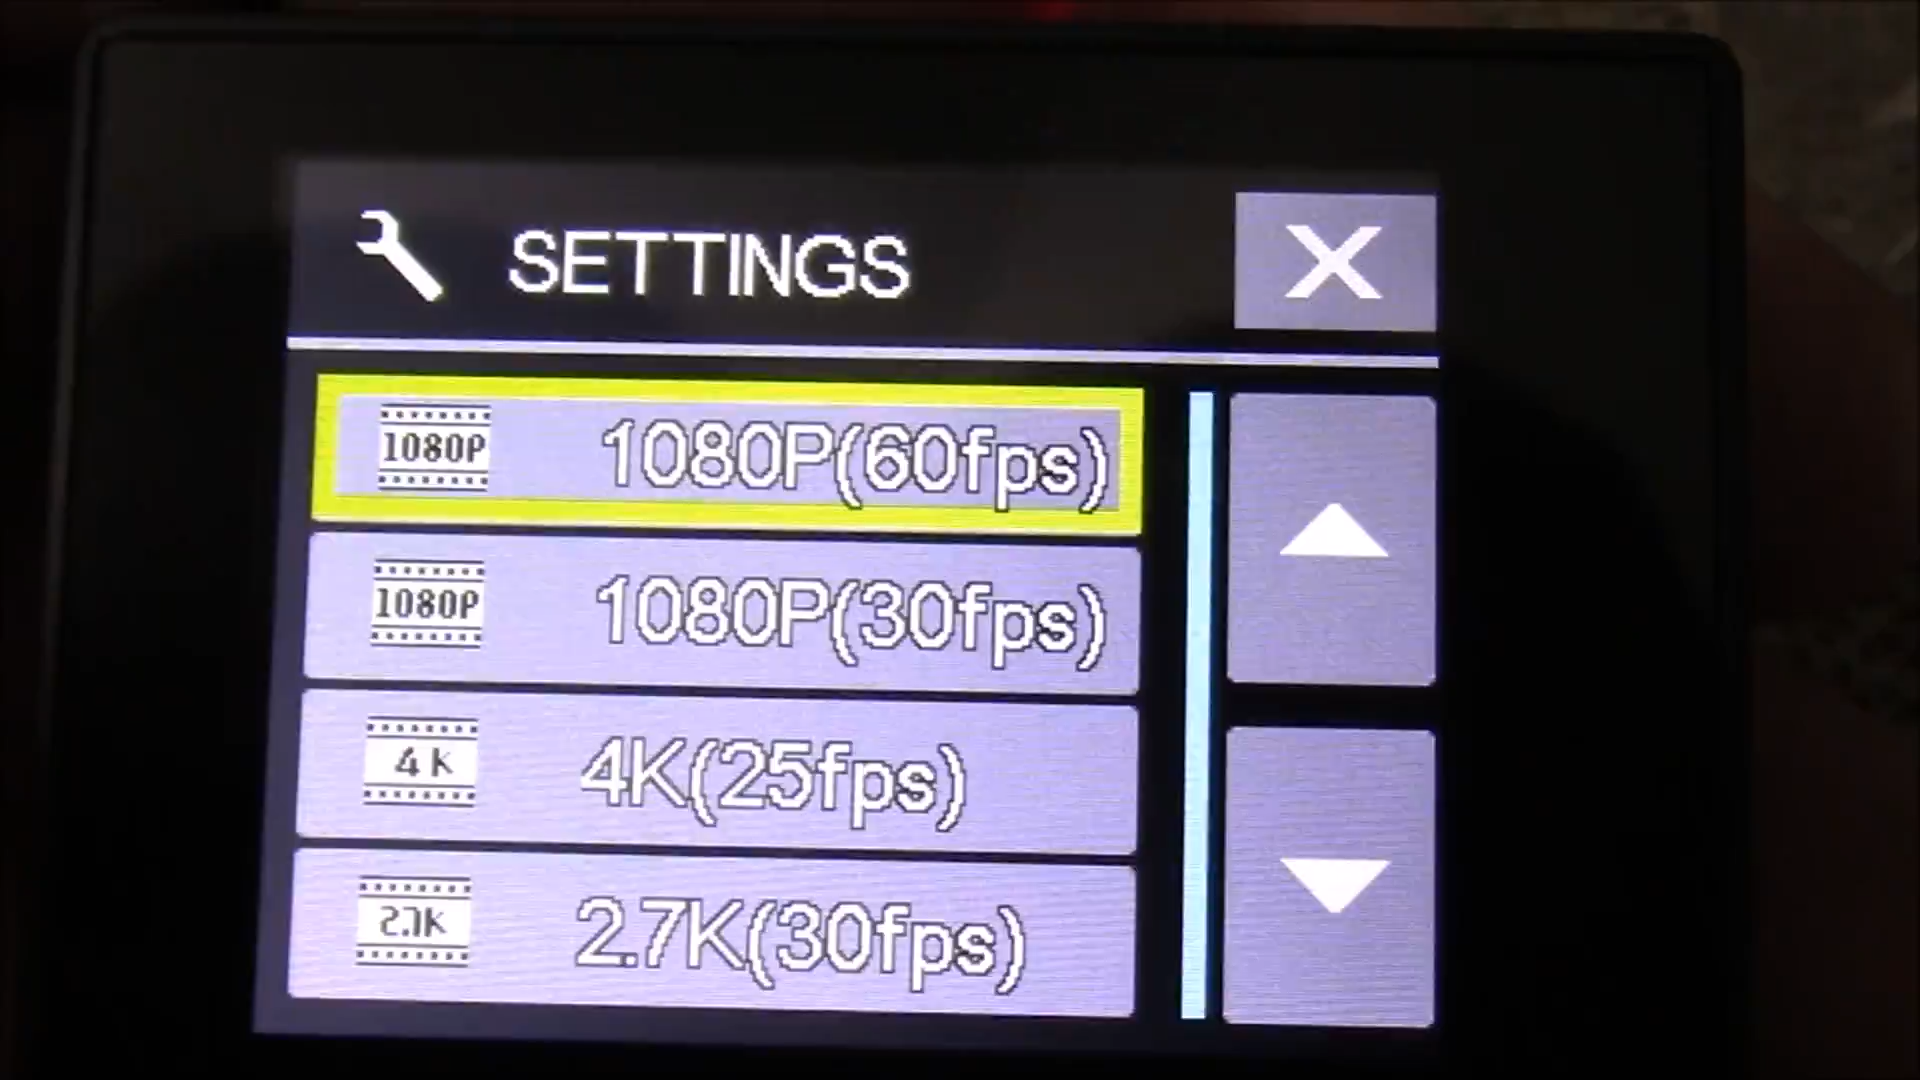 SETTINGS
X
1080P 1080P(60fps)
1080P 1080P(30fps)
4K 4K(25fps)
2.7K 2.7K(30fps)